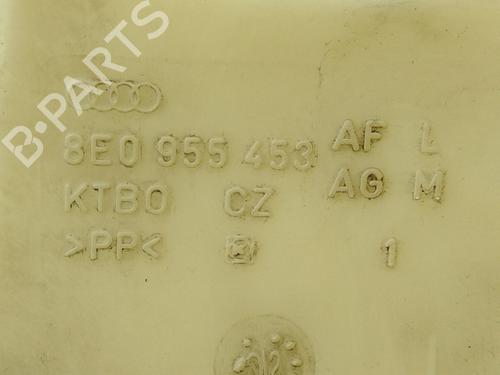 B-PARTS
8E0 955 453 AF L
KTBO CZ AG M
>PP< 1